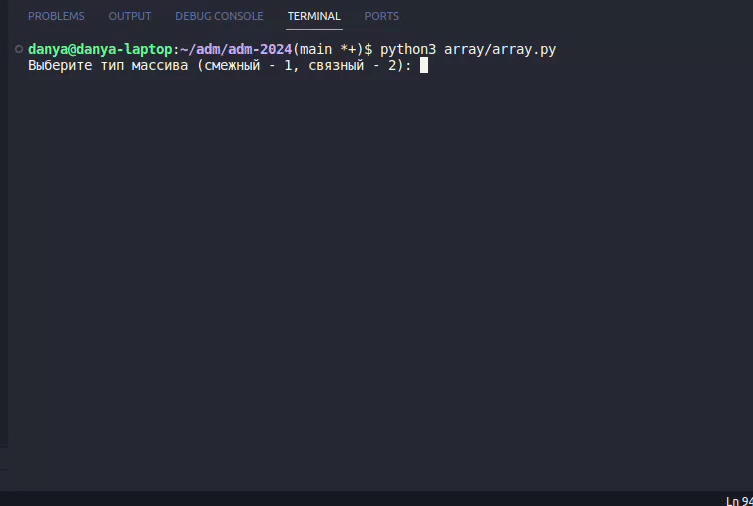 PROBLEMS OUTPUT DEBUG CONSOLE TERMINAL PORTS
danya@danya-laptop:~/adm/adm-2024(main *+)$ python3 array/array.py
Выберите тип массива (смежный - 1, связный - 2):
Ln 94